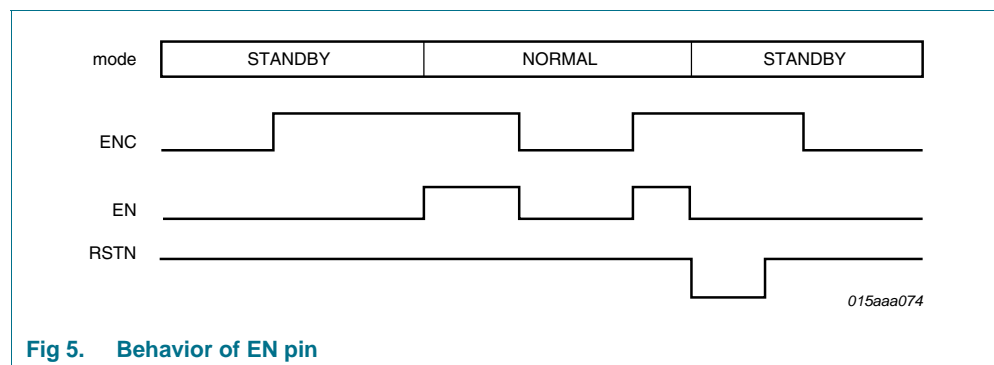 mode STANDBY NORMAL STANDBY
ENC
EN
RSTN
015aaa074
Fig 5. Behavior of EN pin